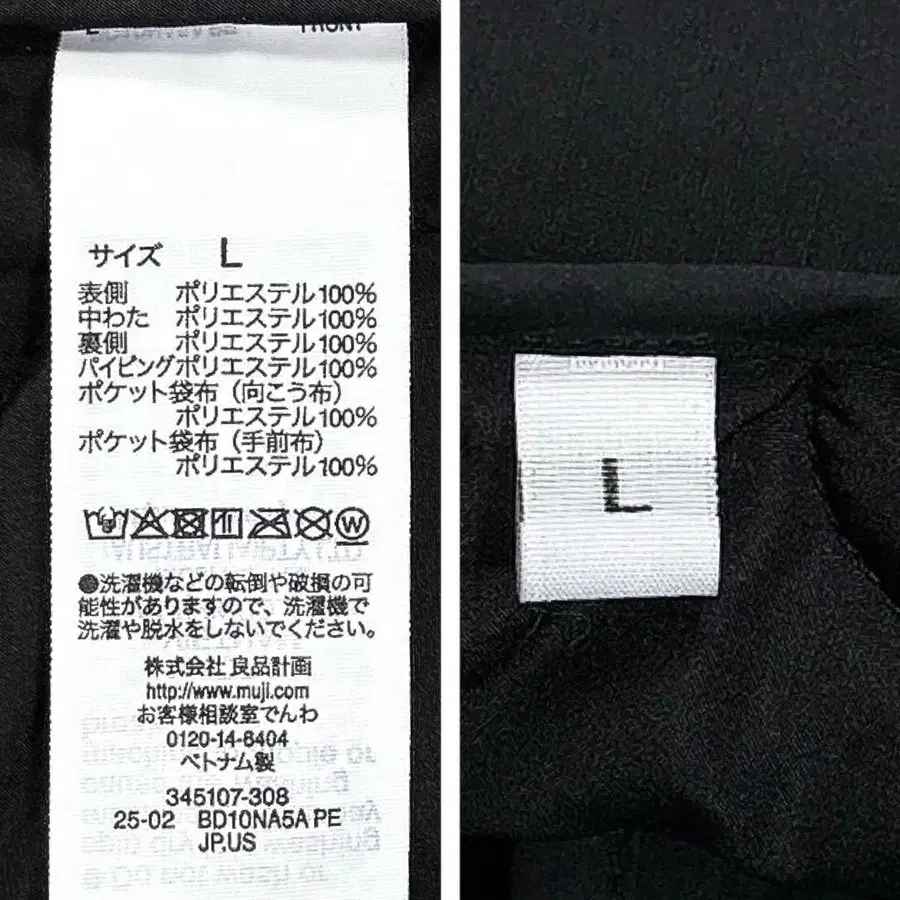 FRONT
サイズ L
表側 ポリエステル100%
中わた ポリエステル100%
裏側 ポリエステル100%
パイピングポリエステル100%
ポケット袋布（向こう布）
ポリエステル100%
ポケット袋布（手前布）
ポリエステル100%
W
●洗濯機などの転倒や破損の可
能性がありますので、洗濯機で
洗濯や脱水をしないでください。
株式会社 良品計画
http://www.muji.com
お客様相談室でんわ
0120-14-6404
ベトナム製
345107-308
25-02 BD10NA5A PE
JP.US
L